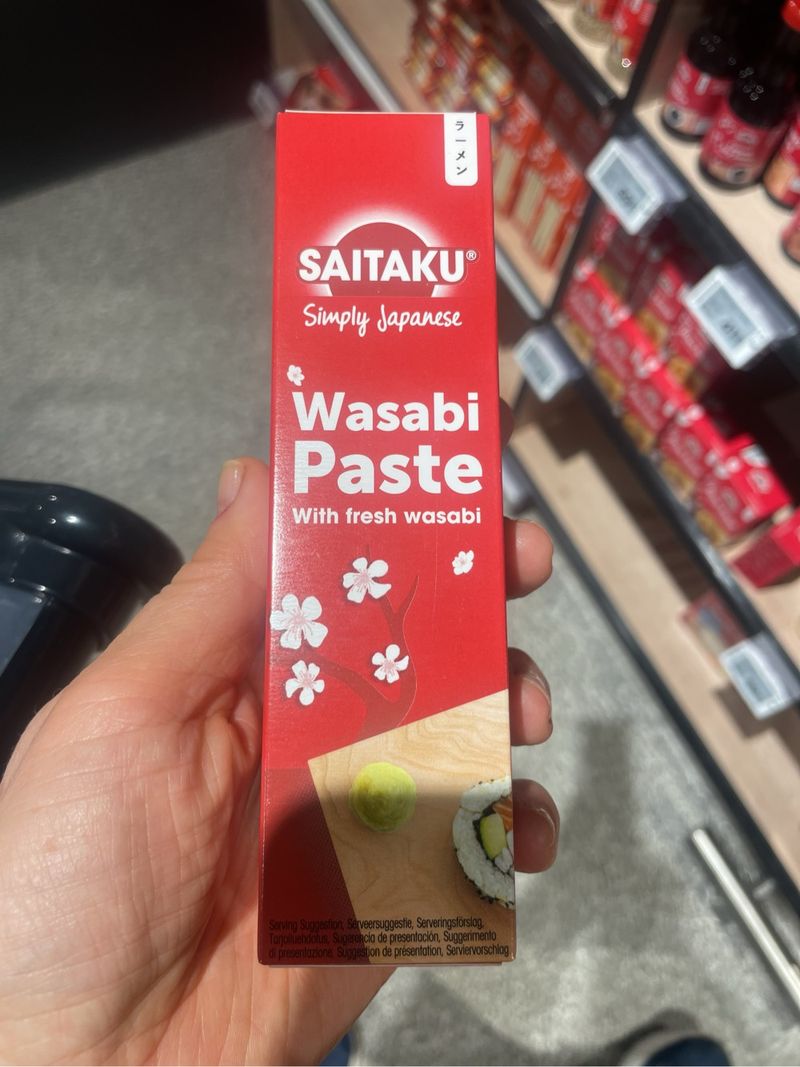 ラーメン
SAITAKU®
Simply Japanese
Wasabi
Paste
With fresh wasabi
Serving Suggestion, Serveersuggestie, Serveringsförslag,
Tarjoiluehdotus, Sugerencia de presentación, Suggerimento
di presentazione, Suggestion de présentation, Serviervorschlag